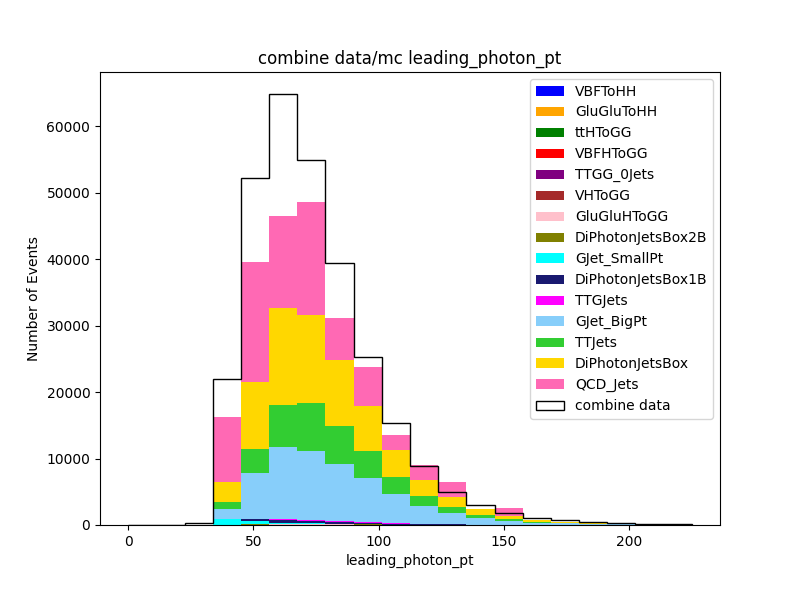 combine data/mc leading_photon_pt
Number of Events
60000
50000
40000
30000
20000
10000
0
0
50
100
150
200
leading_photon_pt
VBFToHH
GluGluToHH
ttHToGG
VBFHToGG
TTGG_0Jets
VHToGG
GluGluHToGG
DiPhotonJetsBox2B
GJet_SmallPt
DiPhotonJetsBox1B
TTGJets
GJet_BigPt
TTJets
DiPhotonJetsBox
QCD_Jets
combine data